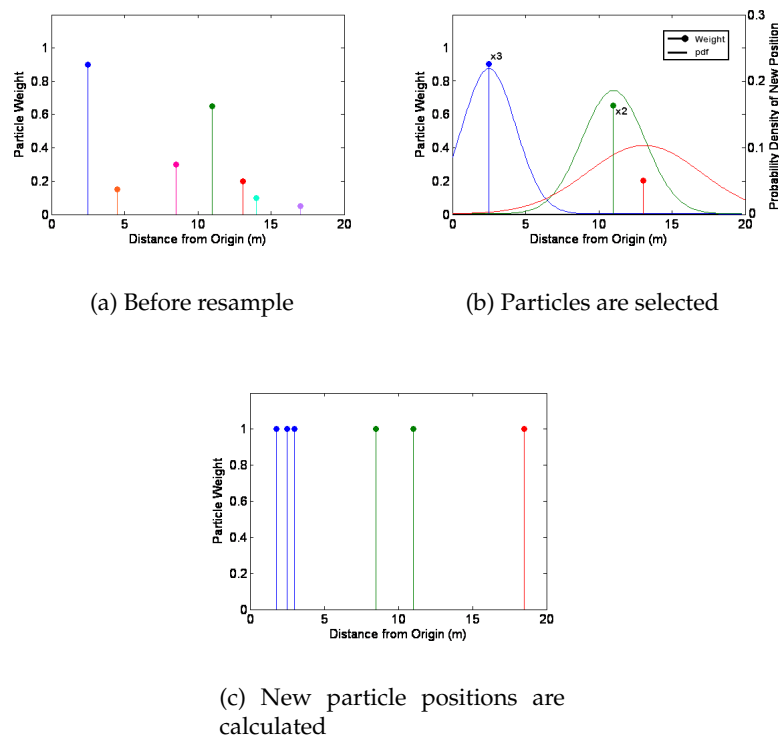 1
0.8
0.6
0.4
0.2
0
Particle Weight
0 5 10 15 20
Distance from Origin (m)
(a) Before resample
1
0.8
0.6
0.4
0.2
0
Particle Weight
x3
x2
Weight
pdf
0.3
0.2
0.1
0
Probability Density of New Position
0 5 10 15 20
Distance from Origin (m)
(b) Particles are selected
1
0.8
0.6
0.4
0.2
0
Particle Weight
0 5 10 15 20
Distance from Origin (m)
(c) New particle positions are
calculated